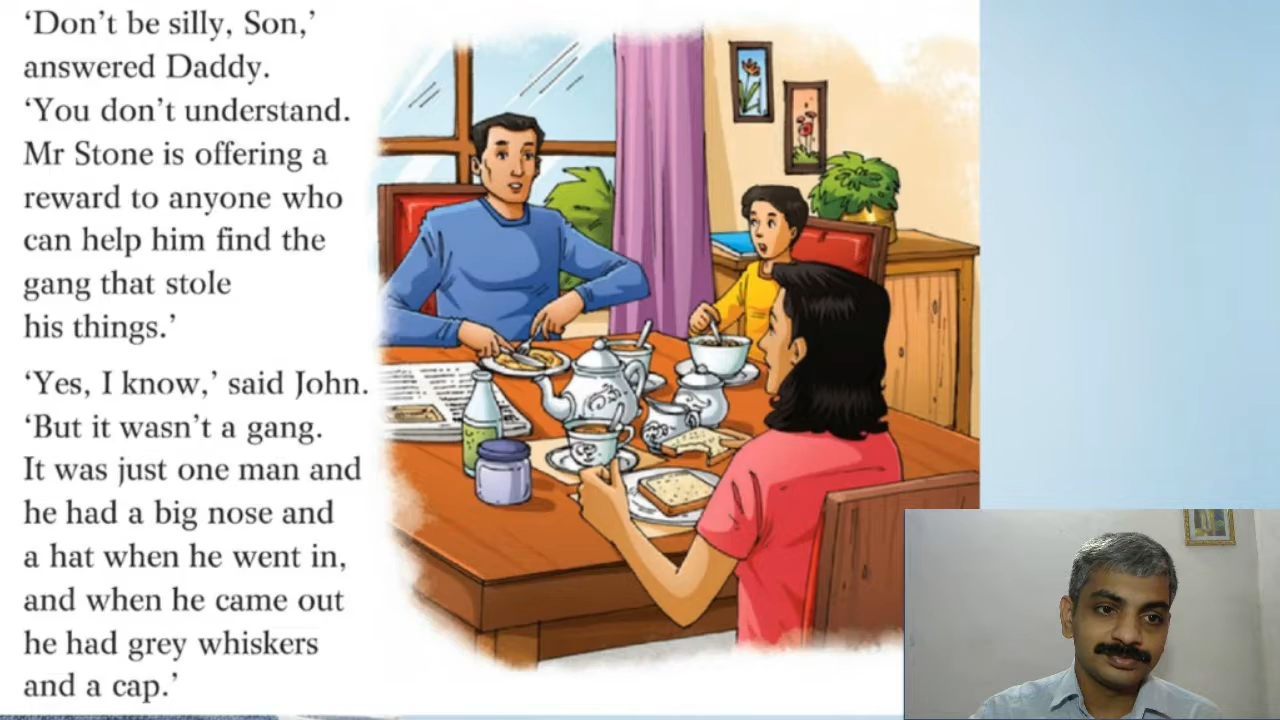 ‘Don’t be silly, Son,’
answered Daddy.
‘You don’t understand.
Mr Stone is offering a
reward to anyone who
can help him find the
gang that stole
his things.’
‘Yes, I know,’ said John.
‘But it wasn’t a gang.
It was just one man and
he had a big nose and
a hat when he went in,
and when he came out
he had grey whiskers
and a cap.’